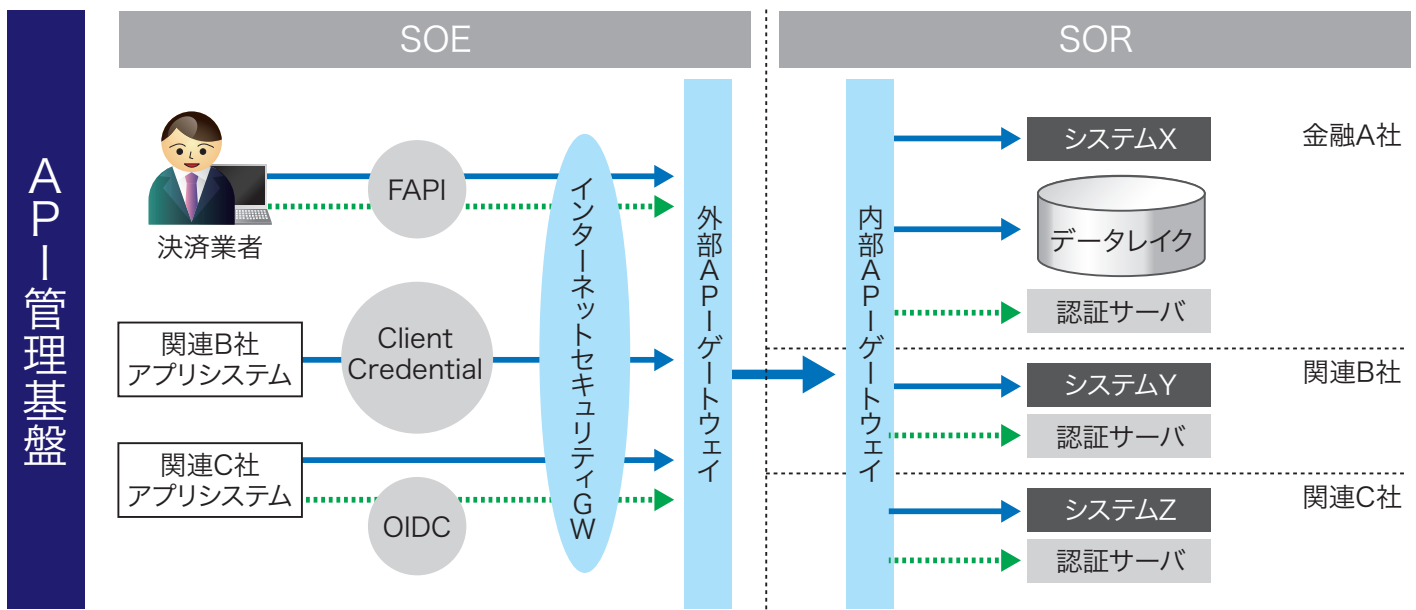 API管理基盤
SOE
SOR
決済業者
FAPI
関連B社
アプリシステム
Client
Credential
関連C社
アプリシステム
OIDC
インターネットセキュリティGW
外部APIゲートウェイ
内部APIゲートウェイ
システムX
金融A社
データレイク
認証サーバ
システムY
関連B社
認証サーバ
システムZ
関連C社
認証サーバ